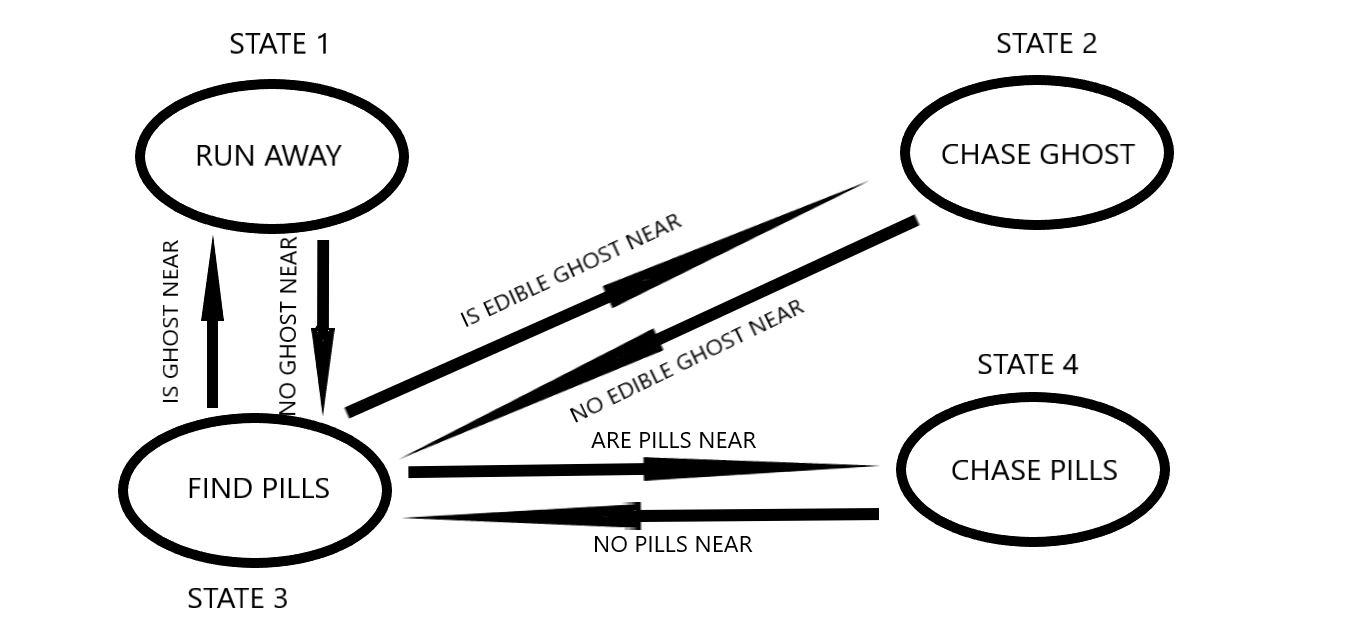 STATE 1
STATE 2
RUN AWAY
CHASE GHOST
IS GHOST NEAR
NO GHOST NEAR
IS EDIBLE GHOST NEAR
NO EDIBLE GHOST NEAR
STATE 4
ARE PILLS NEAR
FIND PILLS
CHASE PILLS
NO PILLS NEAR
STATE 3